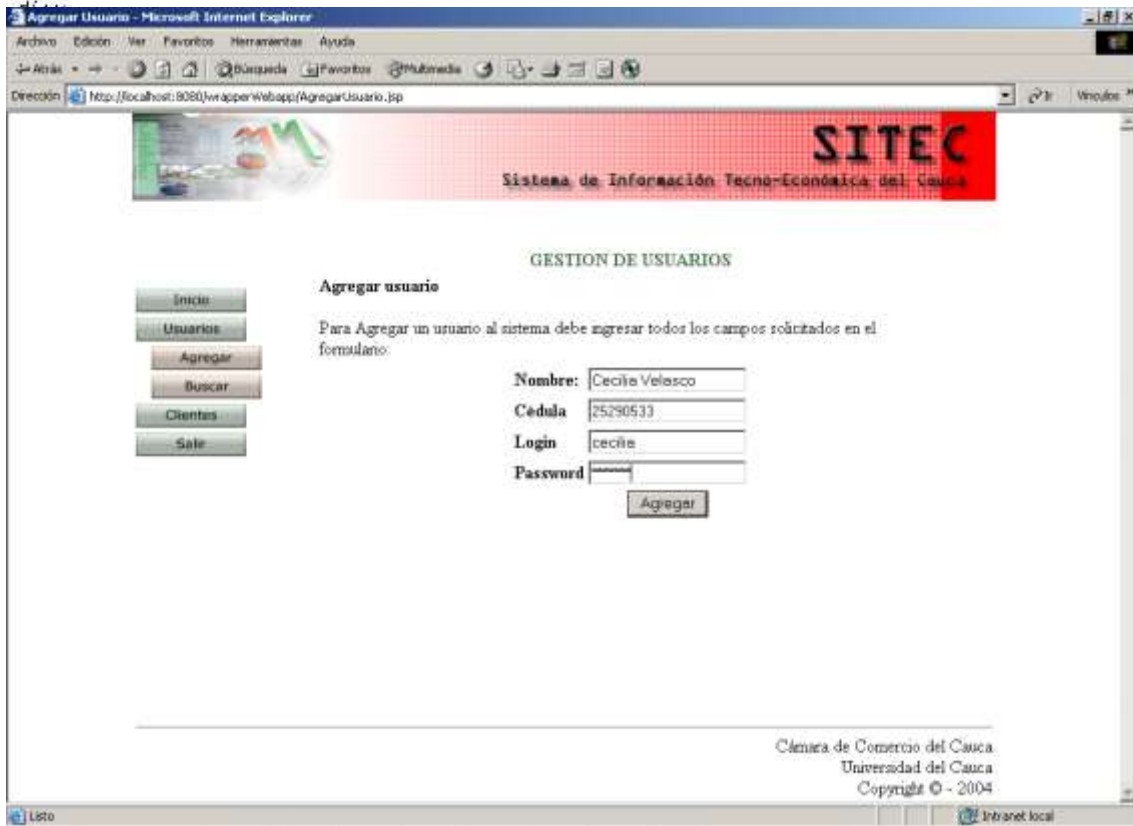 Agregar Usuario - Microsoft Internet Explorer
Archivo Edición Ver Favoritos Herramientas Ayuda
Atrás Búsqueda Favoritos Multimedia
Dirección http://localhost:8080/wrapperWebapp/AgregarUsuario.jsp Ir Vínculos
SITEC
Sistema de Información Tecno-Económica del Cauca
GESTION DE USUARIOS
Agregar usuario
Inicio
Usuarios
Agregar
Buscar
Clientes
Salir
Para Agregar un usuario al sistema debe ingresar todos los campos solicitados en el
formulario:
Nombre: Cecilia Velasco
Cédula 25290533
Login cecilia
Password
Agregar
Cámara de Comercio del Cauca
Universidad del Cauca
Copyright © - 2004
Listo Intranet local